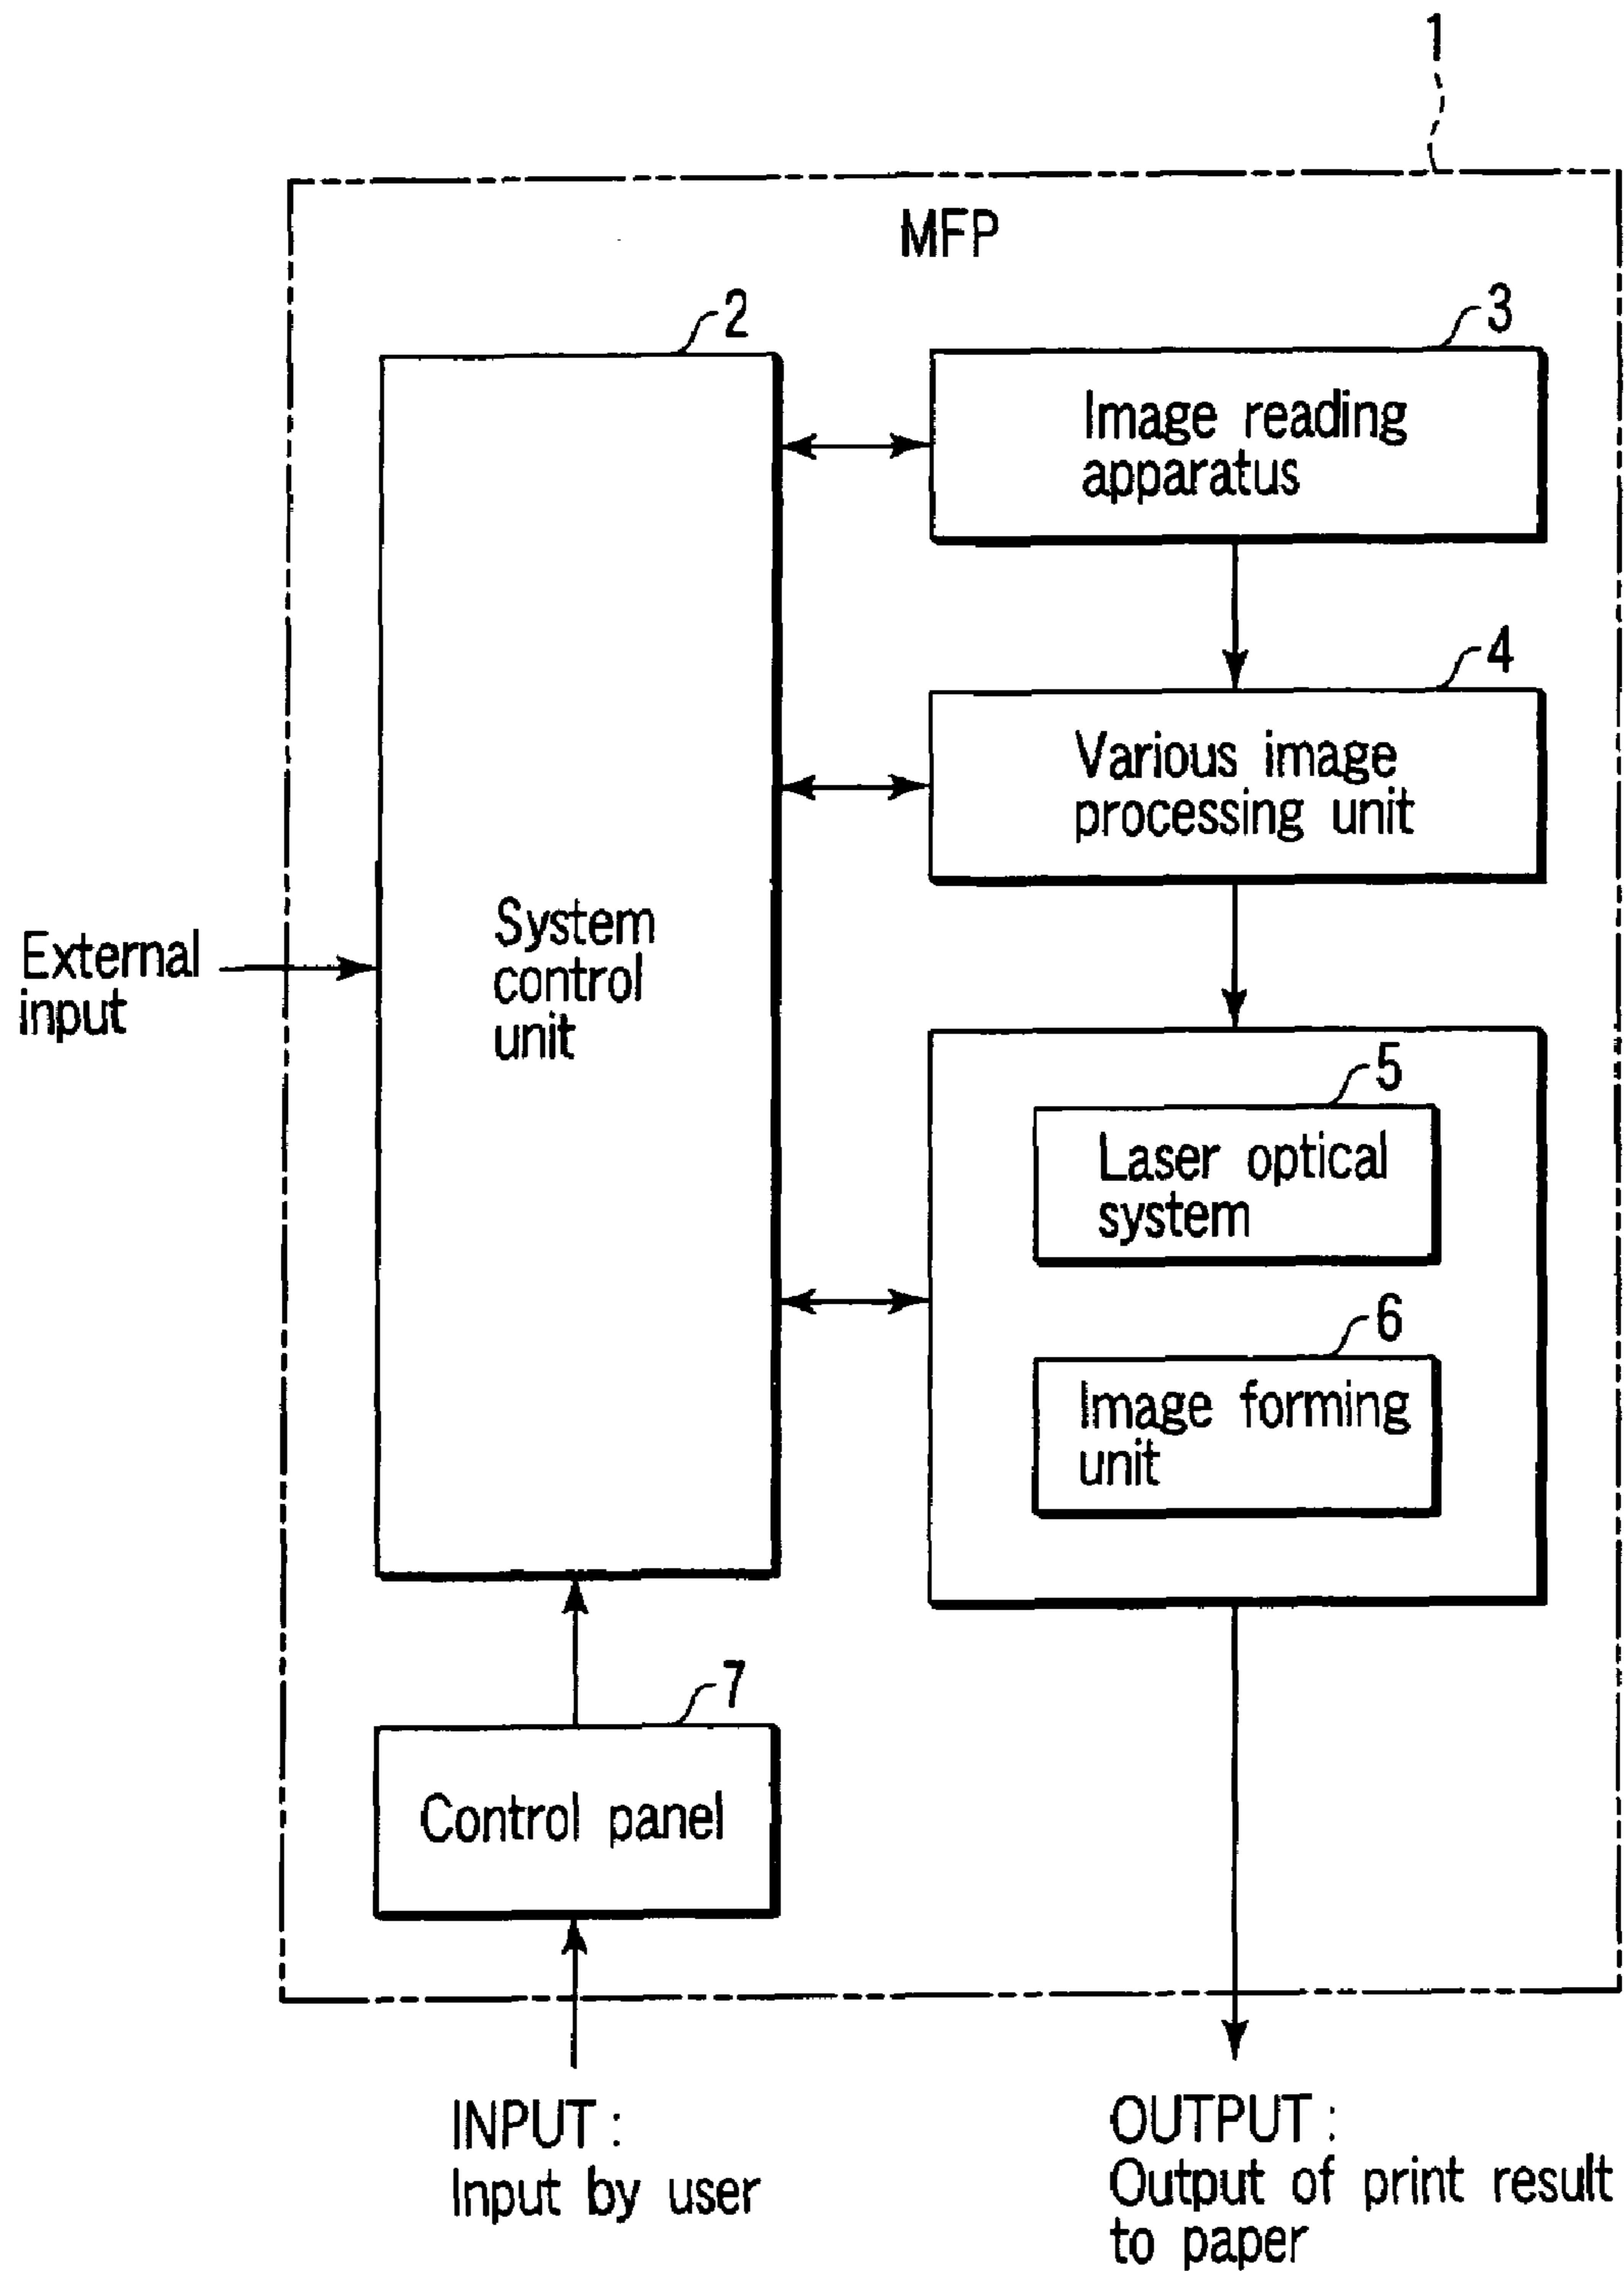 1
MFP
2
3
Image reading
apparatus
4
Various image
processing unit
System
control
unit
External
input
5
Laser optical
system
6
Image forming
unit
7
Control panel
INPUT :
Input by user
OUTPUT :
Output of print result
to paper